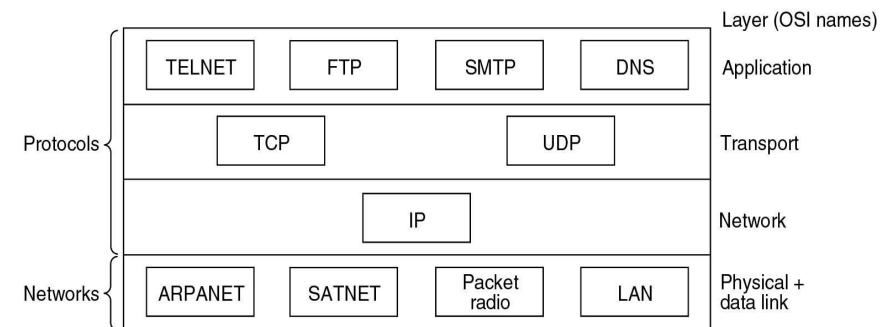 Layer (OSI names)
TELNET FTP SMTP DNS Application
Protocols TCP UDP Transport
IP Network
Networks ARPANET SATNET Packet radio LAN Physical + data link